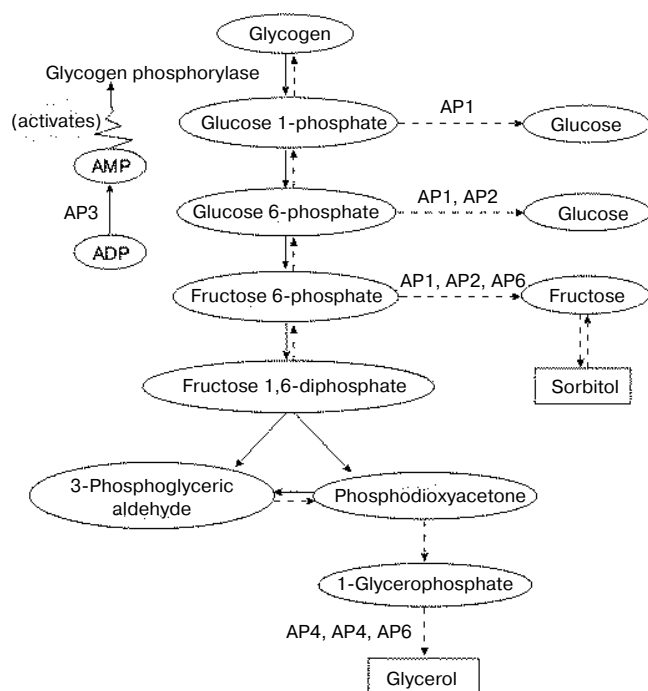 Glycogen
Glycogen phosphorylase
(activates)
AMP
AP3
ADP
Glucose 1-phosphate
AP1
Glucose
Glucose 6-phosphate
AP1, AP2
Glucose
Fructose 6-phosphate
AP1, AP2, AP6
Fructose
Sorbitol
Fructose 1,6-diphosphate
3-Phosphoglyceric
aldehyde
Phosphodioxyacetone
1-Glycerophosphate
AP4, AP4, AP6
Glycerol